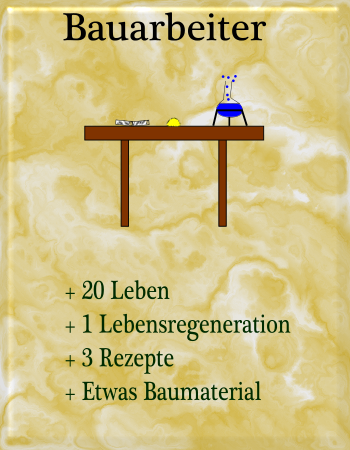 Bauarbeiter
+ 20 Leben
+ 1 Lebensregeneration
+ 3 Rezepte
+ Etwas Baumaterial